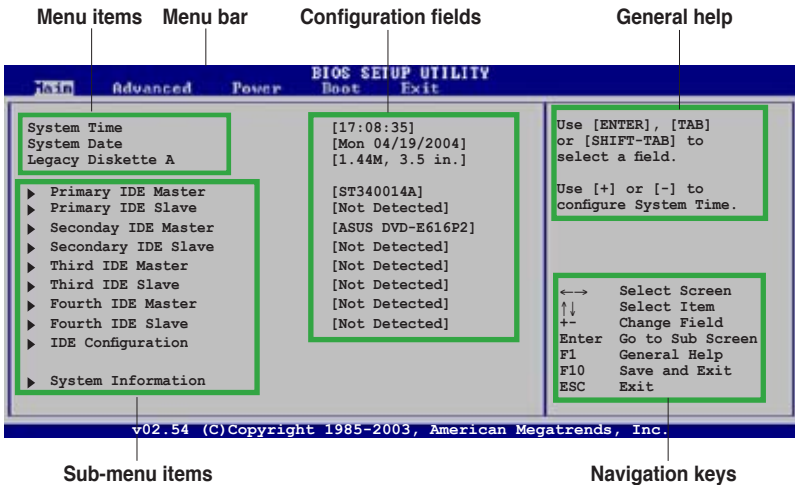 Menu items Menu bar Configuration fields General help
BIOS SETUP UTILITY
Main Advanced Power Boot Exit
System Time [17:08:35]
System Date [Mon 04/19/2004]
Legacy Diskette A [1.44M, 3.5 in.]
Primary IDE Master [ST340014A]
Primary IDE Slave [Not Detected]
Seconday IDE Master [ASUS DVD-E616P2]
Secondary IDE Slave [Not Detected]
Third IDE Master [Not Detected]
Third IDE Slave [Not Detected]
Fourth IDE Master [Not Detected]
Fourth IDE Slave [Not Detected]
IDE Configuration
System Information
Use [ENTER], [TAB]
or [SHIFT-TAB] to
select a field.
Use [+] or [-] to
configure System Time.
←→ Select Screen
↑↓ Select Item
+- Change Field
Enter Go to Sub Screen
F1 General Help
F10 Save and Exit
ESC Exit
v02.54 (C)Copyright 1985-2003, American Megatrends, Inc.
Sub-menu items Navigation keys